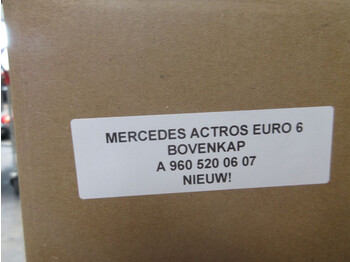 MERCEDES ACTROS EURO 6
BOVENKAP
A 960 520 06 07
NIEUW!